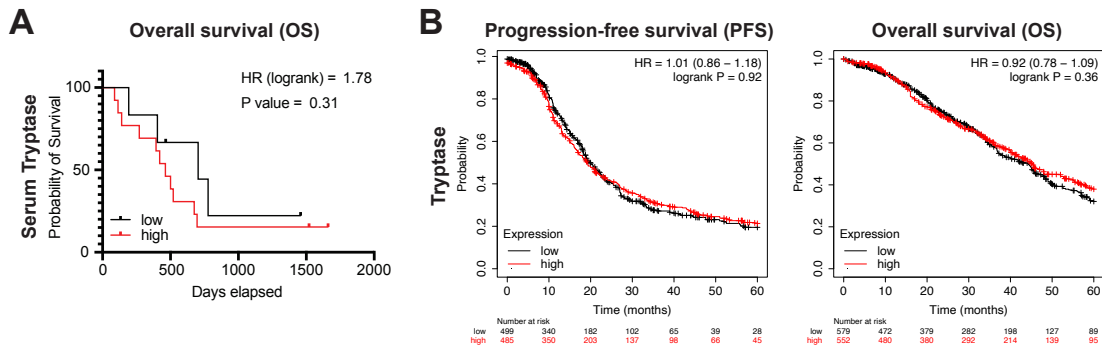 A
Overall survival (OS)
HR (logrank) = 1.78
P value = 0.31
Serum Tryptase
Probability of Survival
100
50
0
low
high
0 500 1000 1500 2000
Days elapsed
B
Tryptase
Progression-free survival (PFS)
HR = 1.01 (0.86 − 1.18)
logrank P = 0.92
Probability
1.0
0.8
0.6
0.4
0.2
0.0
Expression
low
high
0 10 20 30 40 50 60
Time (months)
Number at risk
low 499 340 182 102 65 39 28
high 485 350 203 137 98 66 45
Overall survival (OS)
HR = 0.92 (0.78 − 1.09)
logrank P = 0.36
Probability
1.0
0.8
0.6
0.4
0.2
0.0
Expression
low
high
0 10 20 30 40 50 60
Time (months)
Number at risk
low 579 472 379 282 198 127 89
high 552 480 380 292 214 139 95